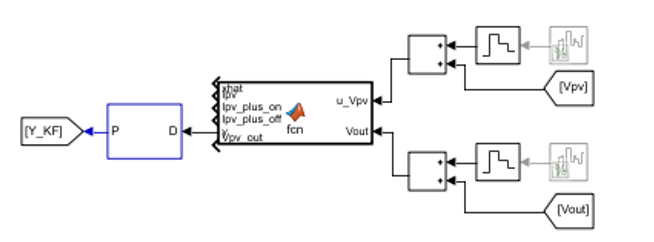 [Vpv]
xhat
Ipv
Ipv_plus_on
Ipv_plus_off
y
Vpv_out
u_Vpv
Vout
fcn
[Y_KF]
P
D
+
+
+
+
[Vout]